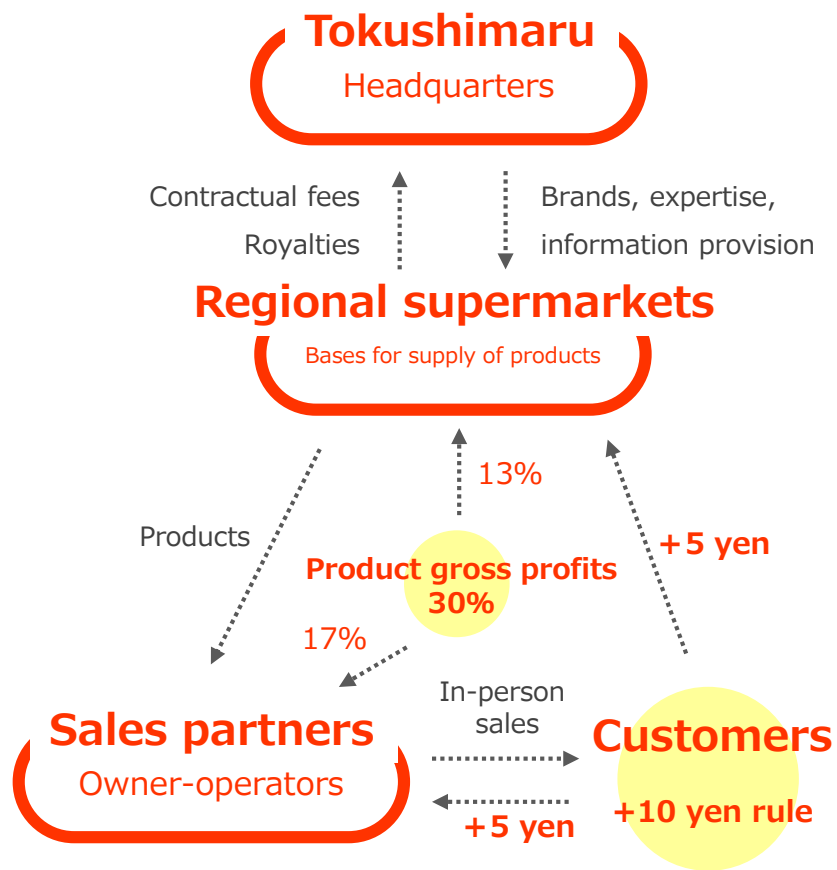 Tokushimaru
Headquarters
Contractual fees
Royalties
Brands, expertise,
information provision
Regional supermarkets
Bases for supply of products
13%
Products
+5 yen
Product gross profits
30%
17%
In-person
sales
Sales partners
Owner-operators
Customers
+10 yen rule
+5 yen